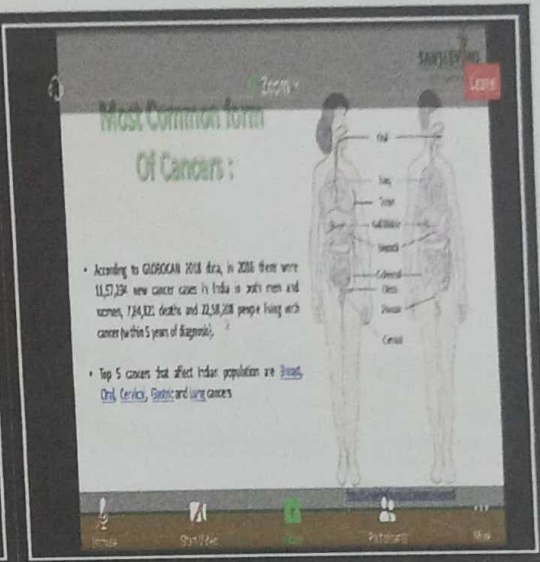 SANJEEVANI
Zoom
Leave
Most Common form
Of Cancers :
Oral
Lung
Breast
Gall Bladder
Stomach
Colorectal
Uterus
Prostate
Cervical
• According to GLOBOCAN 2018 data, in 2018 there were
11,57,294 new cancer cases in India in both men and
women, 7,84,821 deaths and 22,58,208 people living with
cancer (within 5 years of diagnosis).
• Top 5 cancers that affect Indian population are Breast,
Oral, Cervical, Gastric and Lung cancers
Start Video
Share
Participants
More